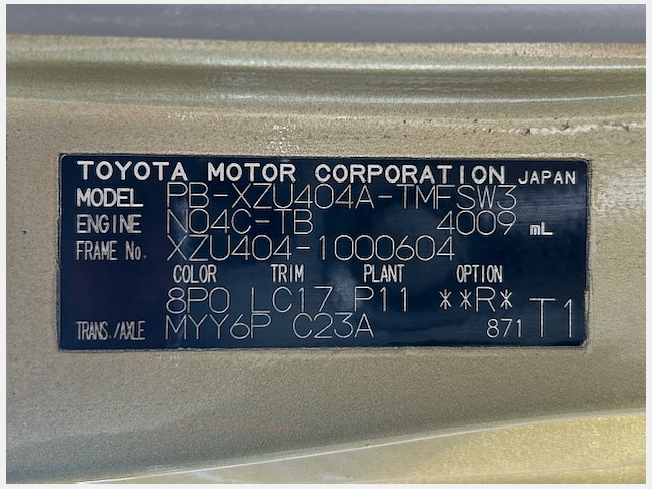 TOYOTA MOTOR CORPORATION JAPAN
MODEL PB-XZU404A-TMFSW3
ENGINE N04C-TB 4009 mL
FRAME No. XZU404-1000604
COLOR TRIM PLANT OPTION
8P0 LC17 P11 **R*
TRANS./AXLE MYY6P C23A 871 T1